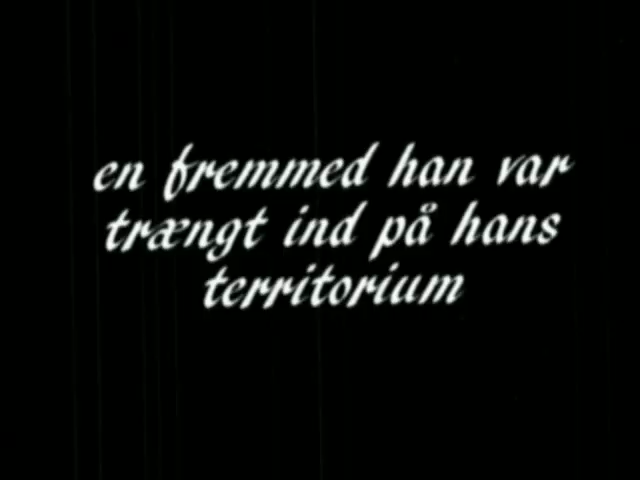 en fremmed han var
trængt ind på hans
territorium